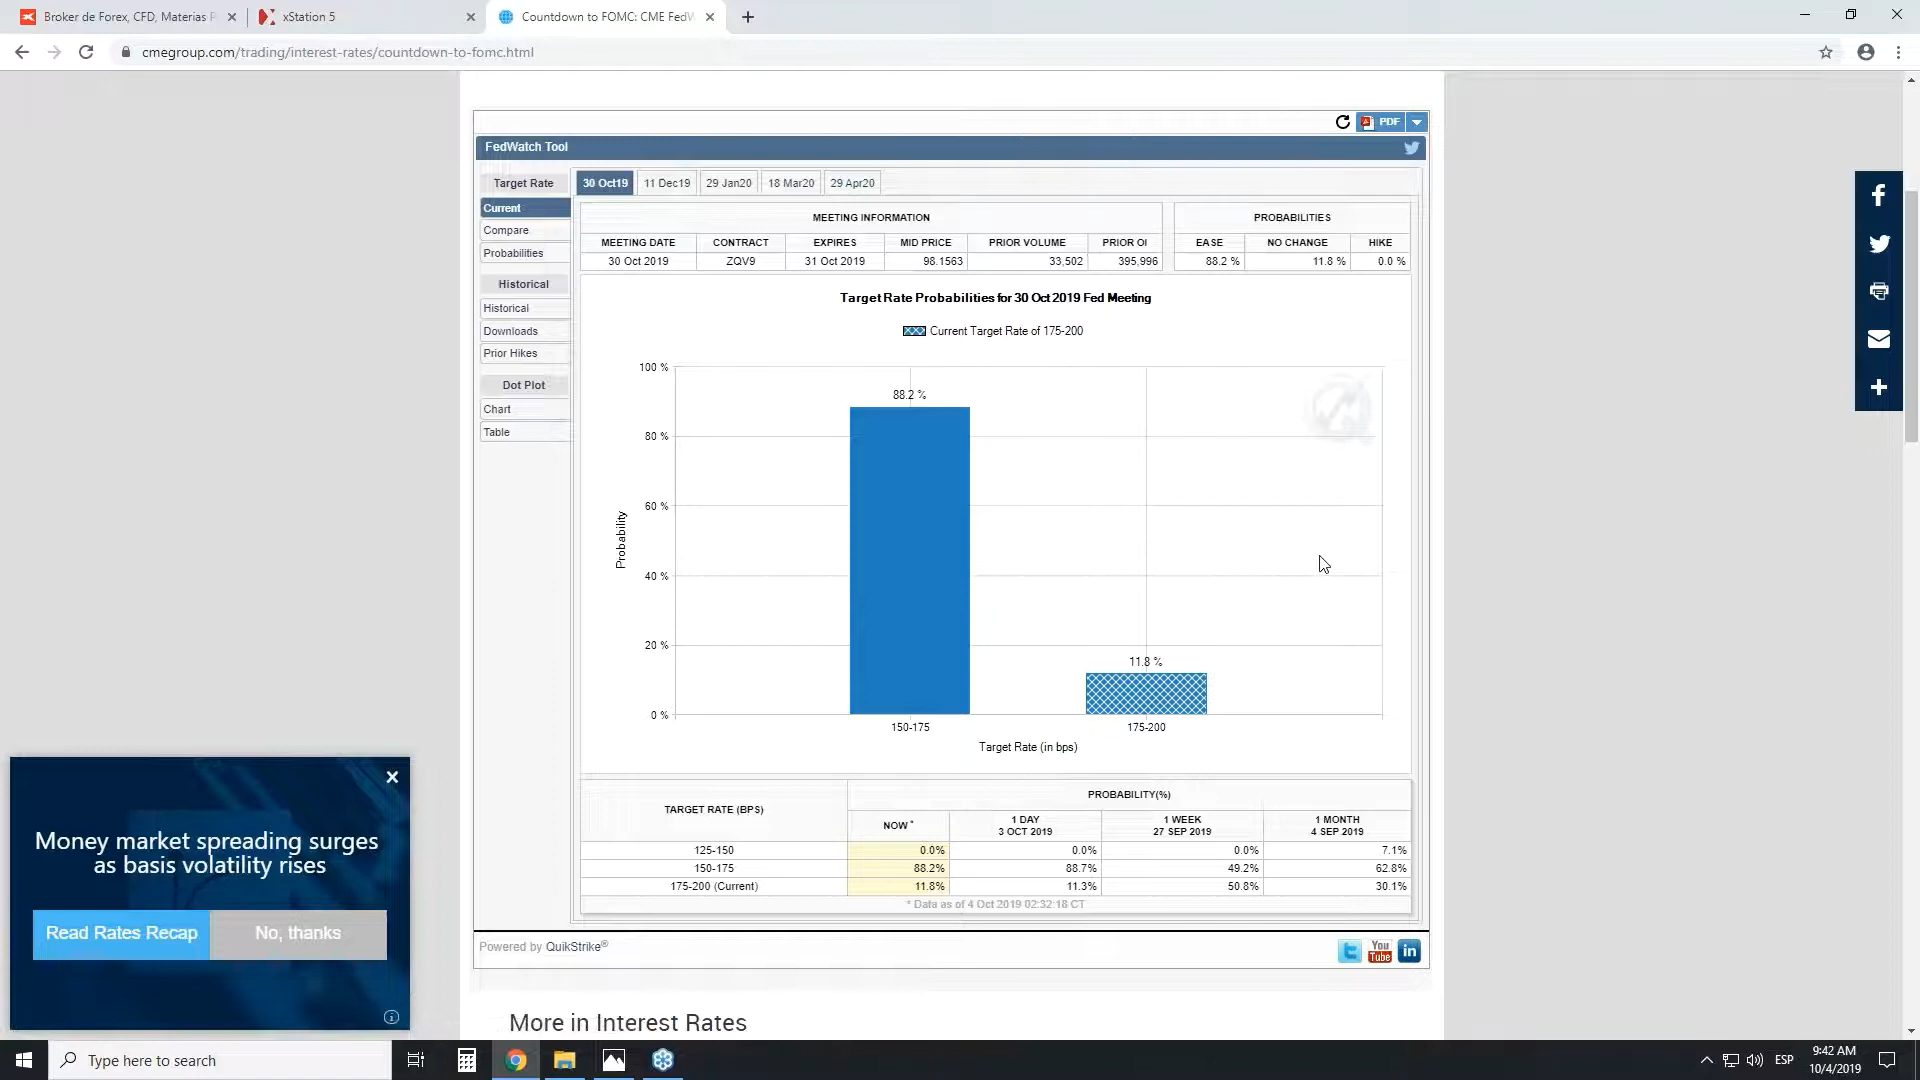 Broker de Forex, CFD, Materias P
xStation 5
Countdown to FOMC: CME FedW
cmegroup.com/trading/interest-rates/countdown-to-fomc.html
PDF
FedWatch Tool
Target Rate
Current
Compare
Probabilities
Historical
Historical
Downloads
Prior Hikes
Dot Plot
Chart
Table
30 Oct19 11 Dec19 29 Jan20 18 Mar20 29 Apr20
MEETING INFORMATION
MEETING DATE CONTRACT EXPIRES MID PRICE PRIOR VOLUME PRIOR OI
30 Oct 2019 ZQV9 31 Oct 2019 98.1563 33,502 395,996
PROBABILITIES
EASE NO CHANGE HIKE
88.2 % 11.8 % 0.0 %
Target Rate Probabilities for 30 Oct 2019 Fed Meeting
Current Target Rate of 175-200
100 %
80 %
60 %
40 %
20 %
0 %
Probability
88.2 %
11.8 %
150-175
175-200
Target Rate (in bps)
TARGET RATE (BPS)
PROBABILITY(%)
NOW *
1 DAY
3 OCT 2019
1 WEEK
27 SEP 2019
1 MONTH
4 SEP 2019
125-150 0.0% 0.0% 0.0% 7.1%
150-175 88.2% 88.7% 49.2% 62.8%
175-200 (Current) 11.8% 11.3% 50.8% 30.1%
* Data as of 4 Oct 2019 02:32:18 CT
Powered by QuikStrike®
You
Tube
in
More in Interest Rates
Money market spreading surges
as basis volatility rises
Read Rates Recap
No, thanks
Type here to search
ESP
9:42 AM
10/4/2019